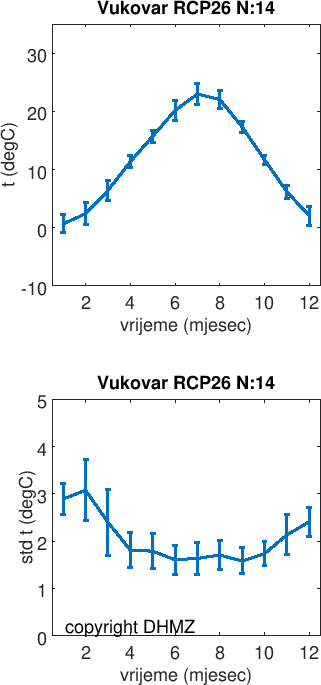 Vukovar RCP26 N:14
30
20
10
0
-10
t (degC)
2 4 6 8 10 12
vrijeme (mjesec)
Vukovar RCP26 N:14
5
4
3
2
1
0
std t (degC)
copyright DHMZ
2 4 6 8 10 12
vrijeme (mjesec)